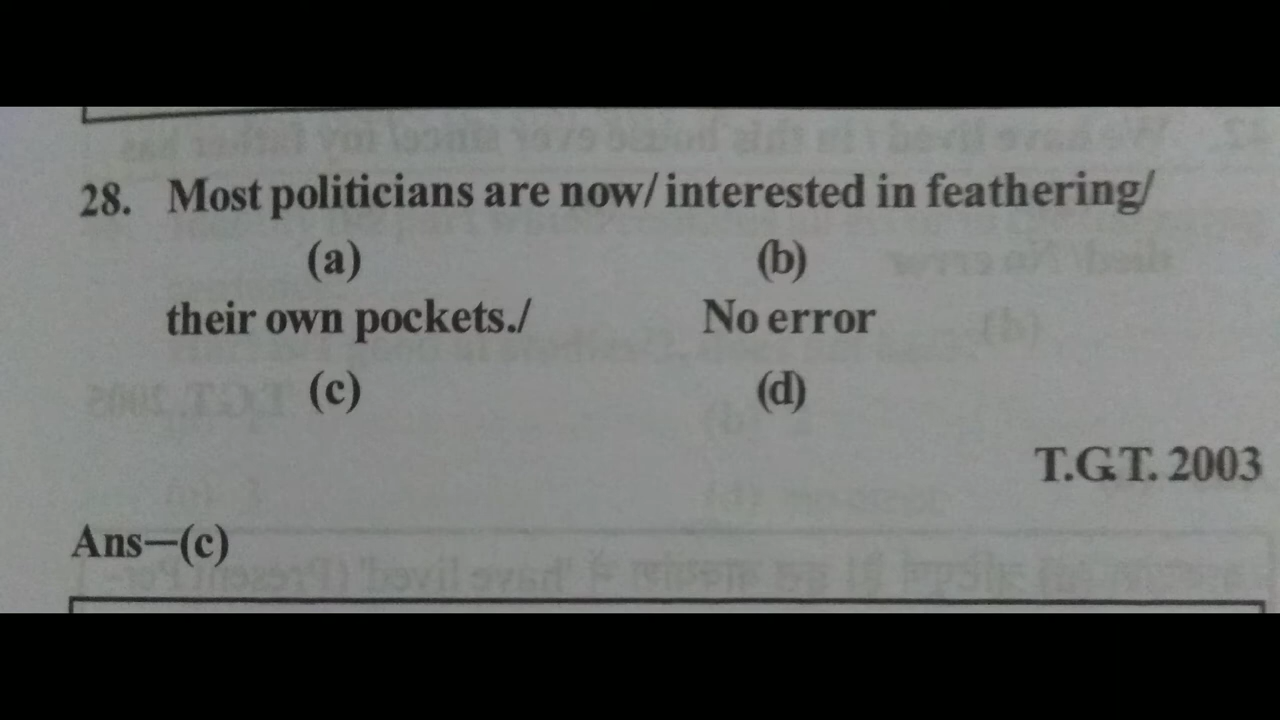 28. Most politicians are now/ interested in feathering/
(a) (b)
their own pockets./ No error
(c) (d)
T.G.T. 2003
Ans—(c)